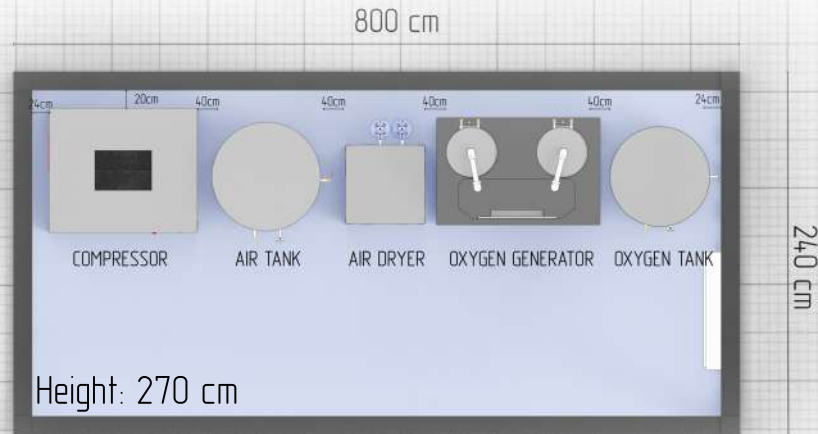 800 cm
24cm
20cm
40cm
40cm
40cm
40cm
24cm
COMPRESSOR
AIR TANK
AIR DRYER
OXYGEN GENERATOR
OXYGEN TANK
240 cm
Height: 270 cm